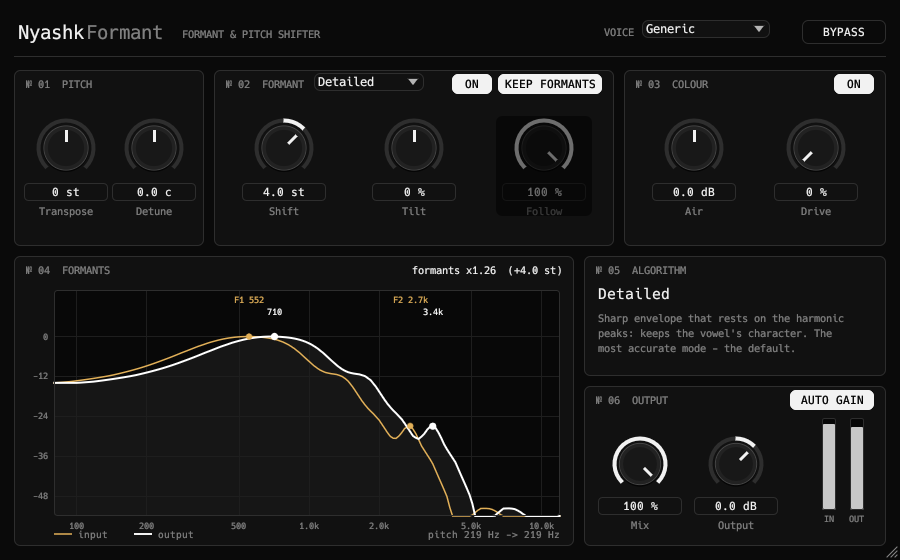 NyashkFormant FORMANT & PITCH SHIFTER VOICE Generic BYPASS
№ 01 PITCH
0 st 0.0 c
Transpose Detune
№ 02 FORMANT Detailed ON KEEP FORMANTS
4.0 st 0 % 100 %
Shift Tilt Follow
№ 03 COLOUR ON
0.0 dB 0 %
Air Drive
№ 04 FORMANTS formants x1.26 (+4.0 st)
F1 552 F2 2.7k
710 3.4k
0
-12
-24
-36
-48
100 200 500 1.0k 2.0k 5.0k 10.0k
input output pitch 219 Hz -> 219 Hz
№ 05 ALGORITHM
Detailed
Sharp envelope that rests on the harmonic
peaks: keeps the vowel's character. The
most accurate mode - the default.
№ 06 OUTPUT AUTO GAIN
100 % 0.0 dB
Mix Output
IN OUT